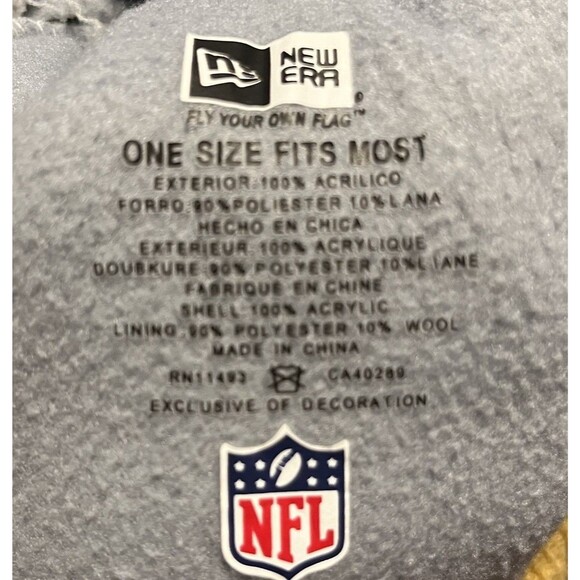 NEW
ERA
®
FLY YOUR OWN FLAG™
ONE SIZE FITS MOST
EXTERIOR:100% ACRILICO
FORRO:90%POLIESTER 10%LANA
HECHO EN CHICA
EXTERIEUR:100% ACRYLIQUE
DOUBKURE:90% POLYESTER 10%LIANE
FABRIQUE EN CHINE
SHELL:100% ACRYLIC
LINING:90% POLYESTER 10% WOOL
MADE IN CHINA
RN11493 CA40289
EXCLUSIVE OF DECORATION
NFL